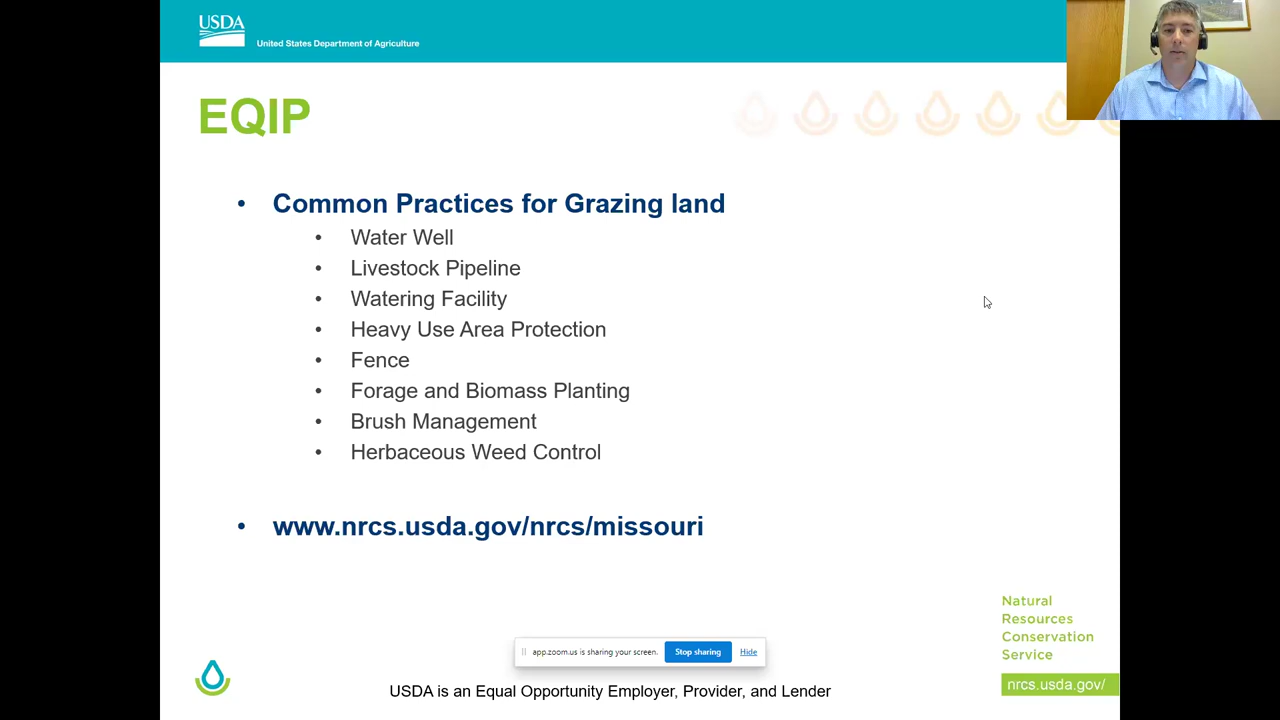 USDA
United States Department of Agriculture
EQIP
• Common Practices for Grazing land
• Water Well
• Livestock Pipeline
• Watering Facility
• Heavy Use Area Protection
• Fence
• Forage and Biomass Planting
• Brush Management
• Herbaceous Weed Control
• www.nrcs.usda.gov/nrcs/missouri
Natural
Resources
Conservation
Service
nrcs.usda.gov/
app.zoom.us is sharing your screen. Stop sharing Hide
USDA is an Equal Opportunity Employer, Provider, and Lender